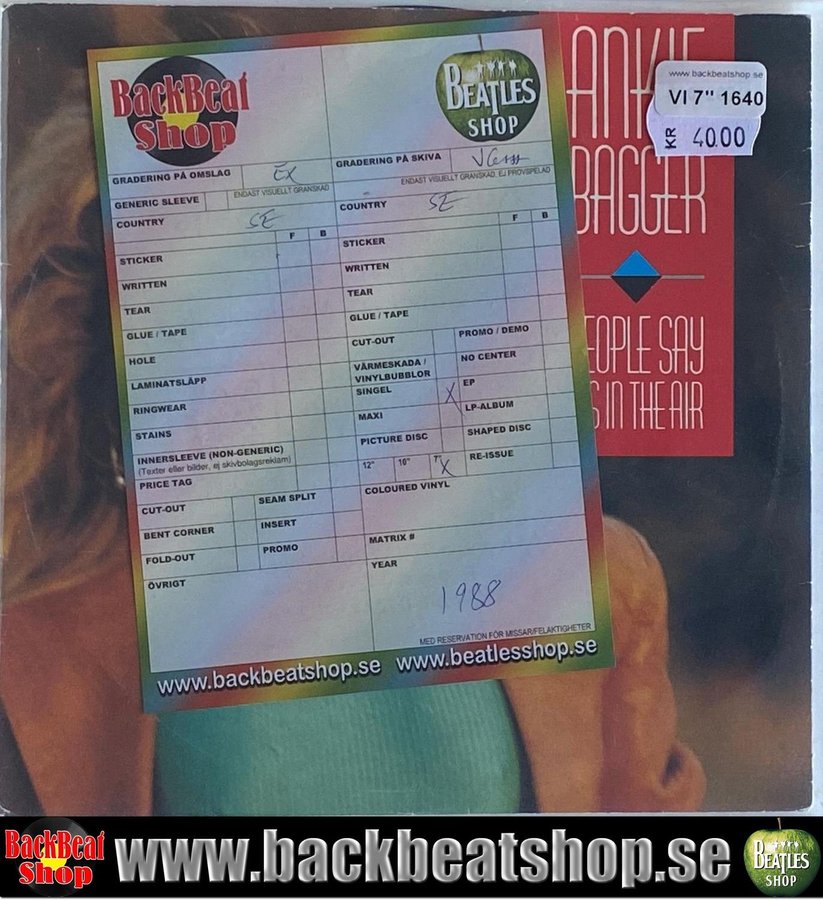 ANKIE
BAGGER
EOPLE SAY
S IN THE AIR
www.backbeatshop.se
VI 7" 1640
KR 40.00
BackBeat
Shop
BEATLES
SHOP
GRADERING PÅ OMSLAG EX
ENDAST VISUELLT GRANSKAD
GENERIC SLEEVE
COUNTRY SE
F B
STICKER
WRITTEN
TEAR
GLUE / TAPE
HOLE
LAMINATSLÄPP
RINGWEAR
STAINS
INNERSLEEVE (NON-GENERIC)
(Texter eller bilder, ej skivbolagsreklam)
PRICE TAG
CUT-OUT
SEAM SPLIT
BENT CORNER
INSERT
FOLD-OUT
PROMO
ÖVRIGT
GRADERING PÅ SKIVA
ENDAST VISUELLT GRANSKAD, EJ PROVSPELAD
COUNTRY SE
F B
STICKER
WRITTEN
TEAR
GLUE / TAPE
CUT-OUT
PROMO / DEMO
VÄRMESKADA /
VINYLBUBBLOR
NO CENTER
SINGEL X
EP
MAXI
LP-ALBUM
PICTURE DISC
SHAPED DISC
12" 10" 7" X
RE-ISSUE
COLOURED VINYL
MATRIX #
YEAR
1988
MED RESERVATION FÖR MISSAR/FELAKTIGHETER
www.backbeatshop.se www.beatlesshop.se
BackBeat
Shop
www.backbeatshop.se
BEATLES
SHOP